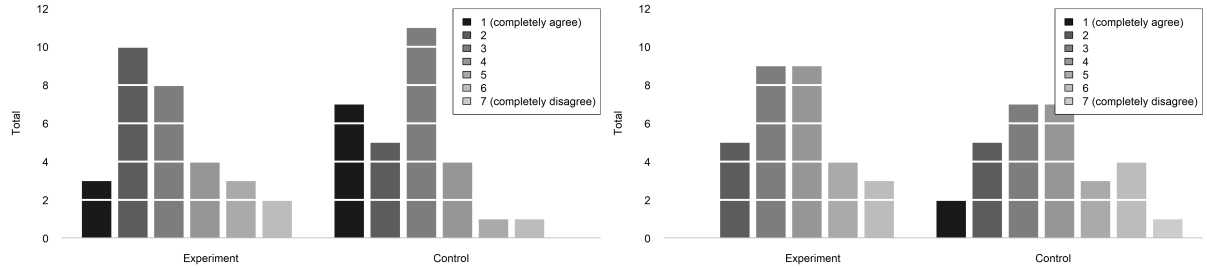 12
10
8
6
4
2
0
Total
Experiment
Control
1 (completely agree)
2
3
4
5
6
7 (completely disagree)
12
10
8
6
4
2
0
Total
Experiment
Control
1 (completely agree)
2
3
4
5
6
7 (completely disagree)